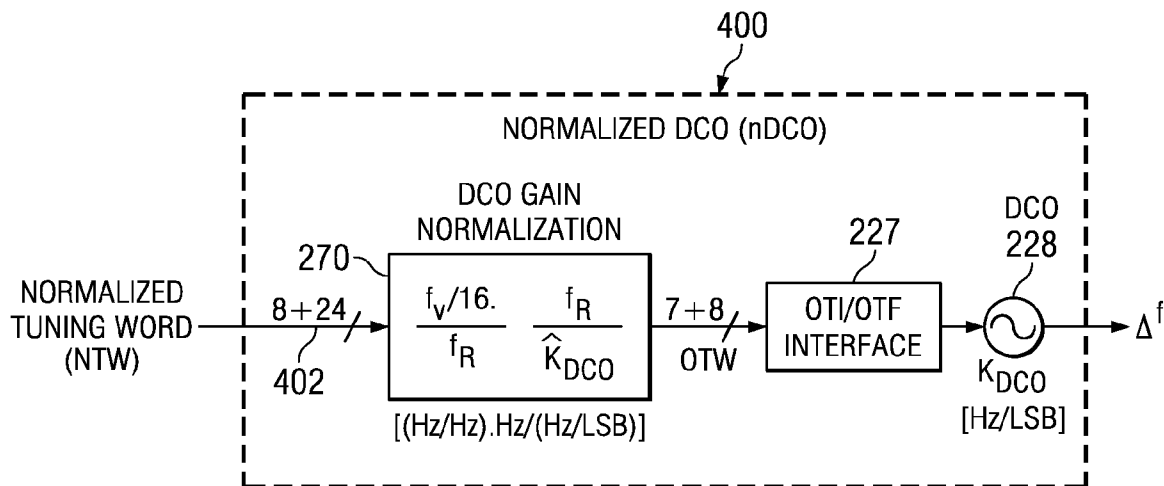 400
NORMALIZED DCO (nDCO)
DCO GAIN
NORMALIZATION
270
227
DCO
228
NORMALIZED
TUNING WORD
(NTW)
8+24
402
f_V/16.
f_R
f_R
K̂_DCO
7+8
OTW
OTI/OTF
INTERFACE
Δ^f
K_DCO
[Hz/LSB]
[(Hz/Hz).Hz/(Hz/LSB)]